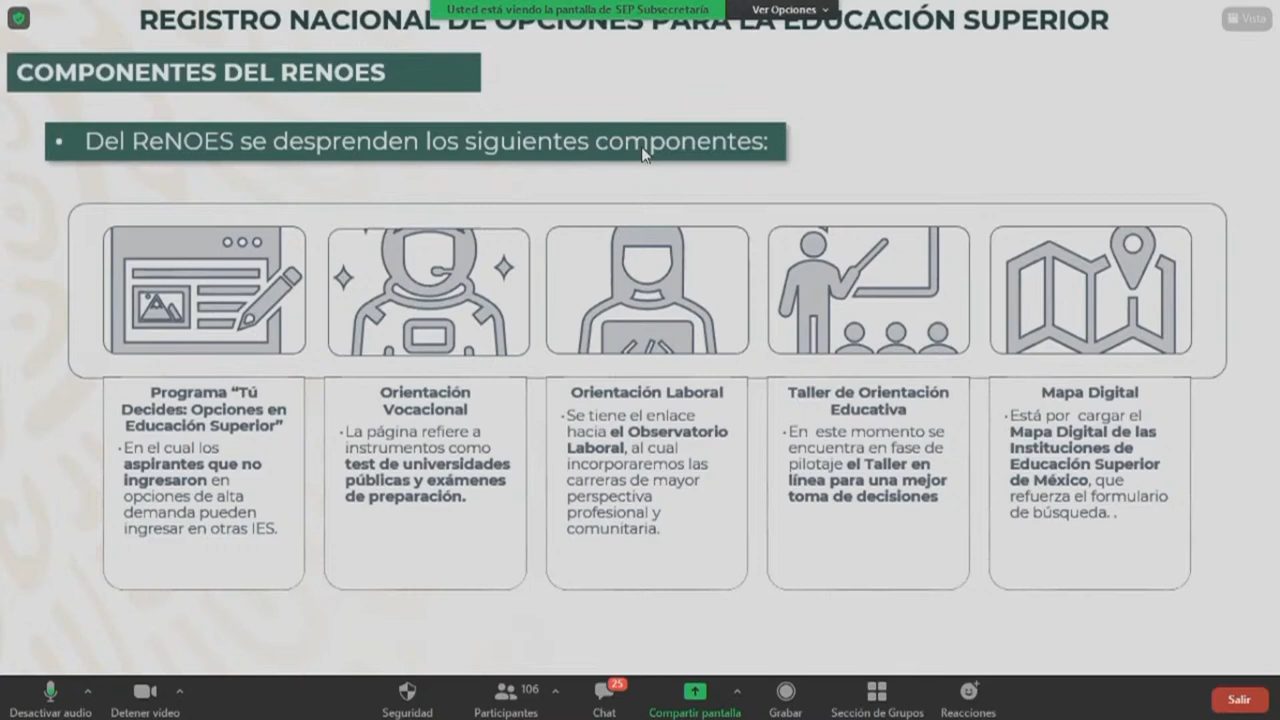 Usted está viendo la pantalla de SEP Subsecretaría
Ver Opciones
Vista
REGISTRO NACIONAL DE OPCIONES PARA LA EDUCACIÓN SUPERIOR
COMPONENTES DEL RENOES
• Del ReNOES se desprenden los siguientes componentes:
Programa “Tú
Decides: Opciones en
Educación Superior”
· En el cual los
aspirantes que no
ingresaron en
opciones de alta
demanda pueden
ingresar en otras IES.
Orientación
Vocacional
· La página refiere a
instrumentos como
test de universidades
públicas y exámenes
de preparación.
Orientación Laboral
· Se tiene el enlace
hacia el Observatorio
Laboral, al cual
incorporaremos las
carreras de mayor
perspectiva
profesional y
comunitaria.
Taller de Orientación
Educativa
· En este momento se
encuentra en fase de
pilotaje el Taller en
línea para una mejor
toma de decisiones
Mapa Digital
· Está por cargar el
Mapa Digital de las
Instituciones de
Educación Superior
de México, que
refuerza el formulario
de búsqueda. .
Desactivar audio
Detener video
Seguridad
106
Participantes
25
Chat
Compartir pantalla
Grabar
Sección de Grupos
Reacciones
Salir